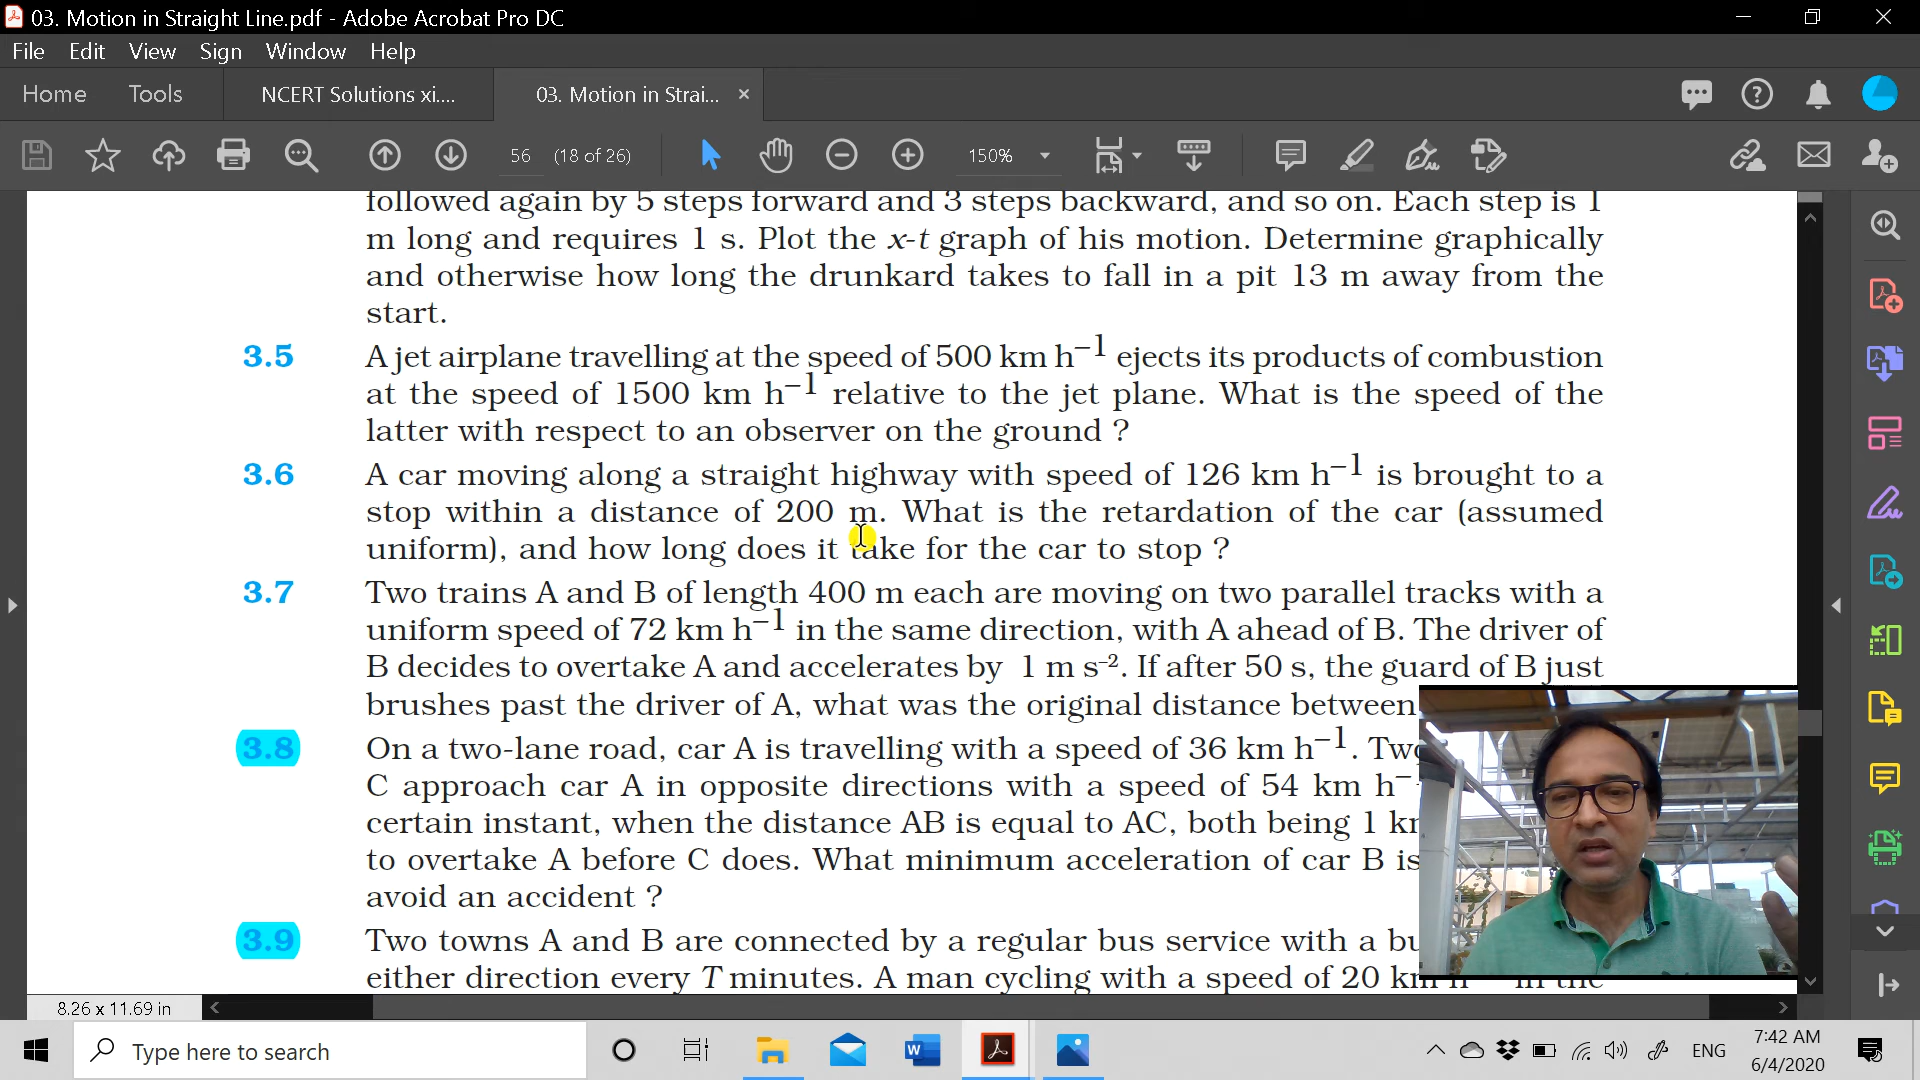 03. Motion in Straight Line.pdf - Adobe Acrobat Pro DC
File Edit View Sign Window Help
Home Tools NCERT Solutions xi.... 03. Motion in Strai... ×
56 (18 of 26) 150%
followed again by 5 steps forward and 3 steps backward, and so on. Each step is 1
m long and requires 1 s. Plot the x-t graph of his motion. Determine graphically
and otherwise how long the drunkard takes to fall in a pit 13 m away from the
start.
3.5 A jet airplane travelling at the speed of 500 km h⁻¹ ejects its products of combustion
at the speed of 1500 km h⁻¹ relative to the jet plane. What is the speed of the
latter with respect to an observer on the ground ?
3.6 A car moving along a straight highway with speed of 126 km h⁻¹ is brought to a
stop within a distance of 200 m. What is the retardation of the car (assumed
uniform), and how long does it take for the car to stop ?
3.7 Two trains A and B of length 400 m each are moving on two parallel tracks with a
uniform speed of 72 km h⁻¹ in the same direction, with A ahead of B. The driver of
B decides to overtake A and accelerates by 1 m s⁻². If after 50 s, the guard of B just
brushes past the driver of A, what was the original distance between
3.8 On a two-lane road, car A is travelling with a speed of 36 km h⁻¹.
C approach car A in opposite directions with a speed of 54 km h
certain instant, when the distance AB is equal to AC, both being 1
to overtake A before C does. What minimum acceleration of car B is
avoid an accident ?
3.9 Two towns A and B are connected by a regular bus service with a
either direction every T minutes. A man cycling with a speed of 20 in the
8.26 x 11.69 in
Type here to search
ENG
7:42 AM
6/4/2020